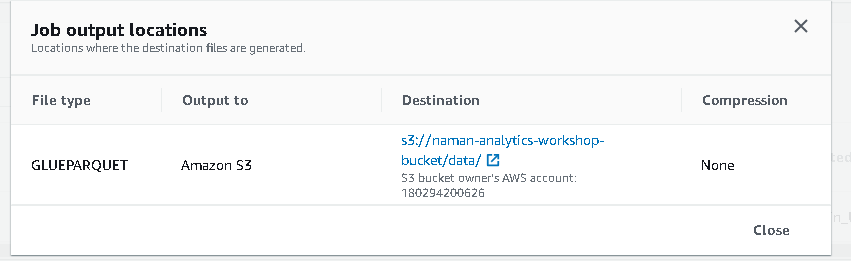 Job output locations
Locations where the destination files are generated.
File type
Output to
Destination
Compression
GLUEPARQUET
Amazon S3
s3://naman-analytics-workshop-
bucket/data/
S3 bucket owner's AWS account:
180294200626
None
Close